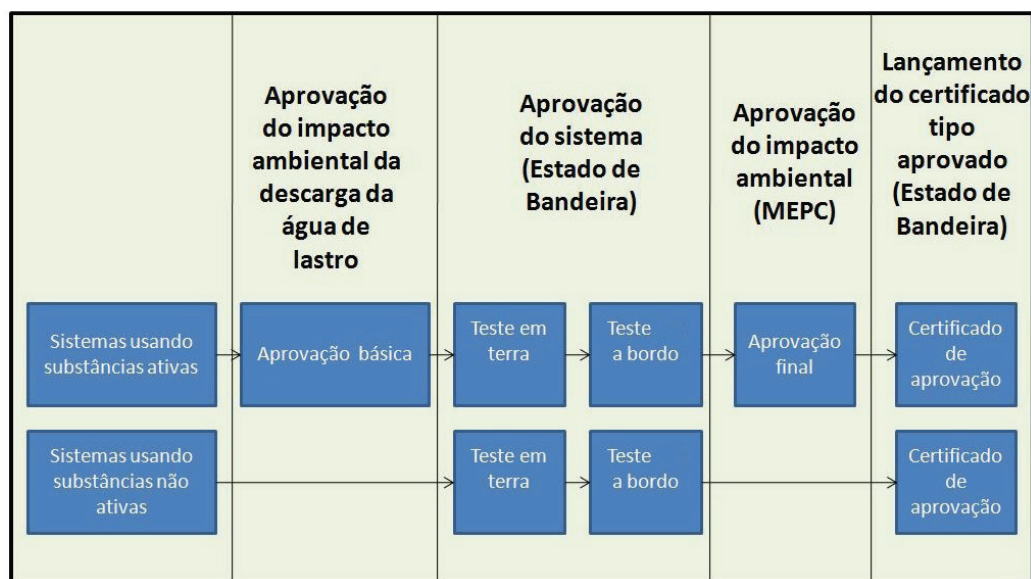 Aprovação
do impacto
ambiental da
descarga da
água de
lastro
Aprovação
do sistema
(Estado de
Bandeira)
Aprovação
do impacto
ambiental
(MEPC)
Lançamento
do certificado
tipo
aprovado
(Estado de
Bandeira)
Sistemas usando
substâncias ativas
Aprovação básica
Teste em
terra
Teste
a bordo
Aprovação
final
Certificado
de
aprovação
Sistemas usando
substâncias não
ativas
Teste em
terra
Teste
a bordo
Certificado
de
aprovação